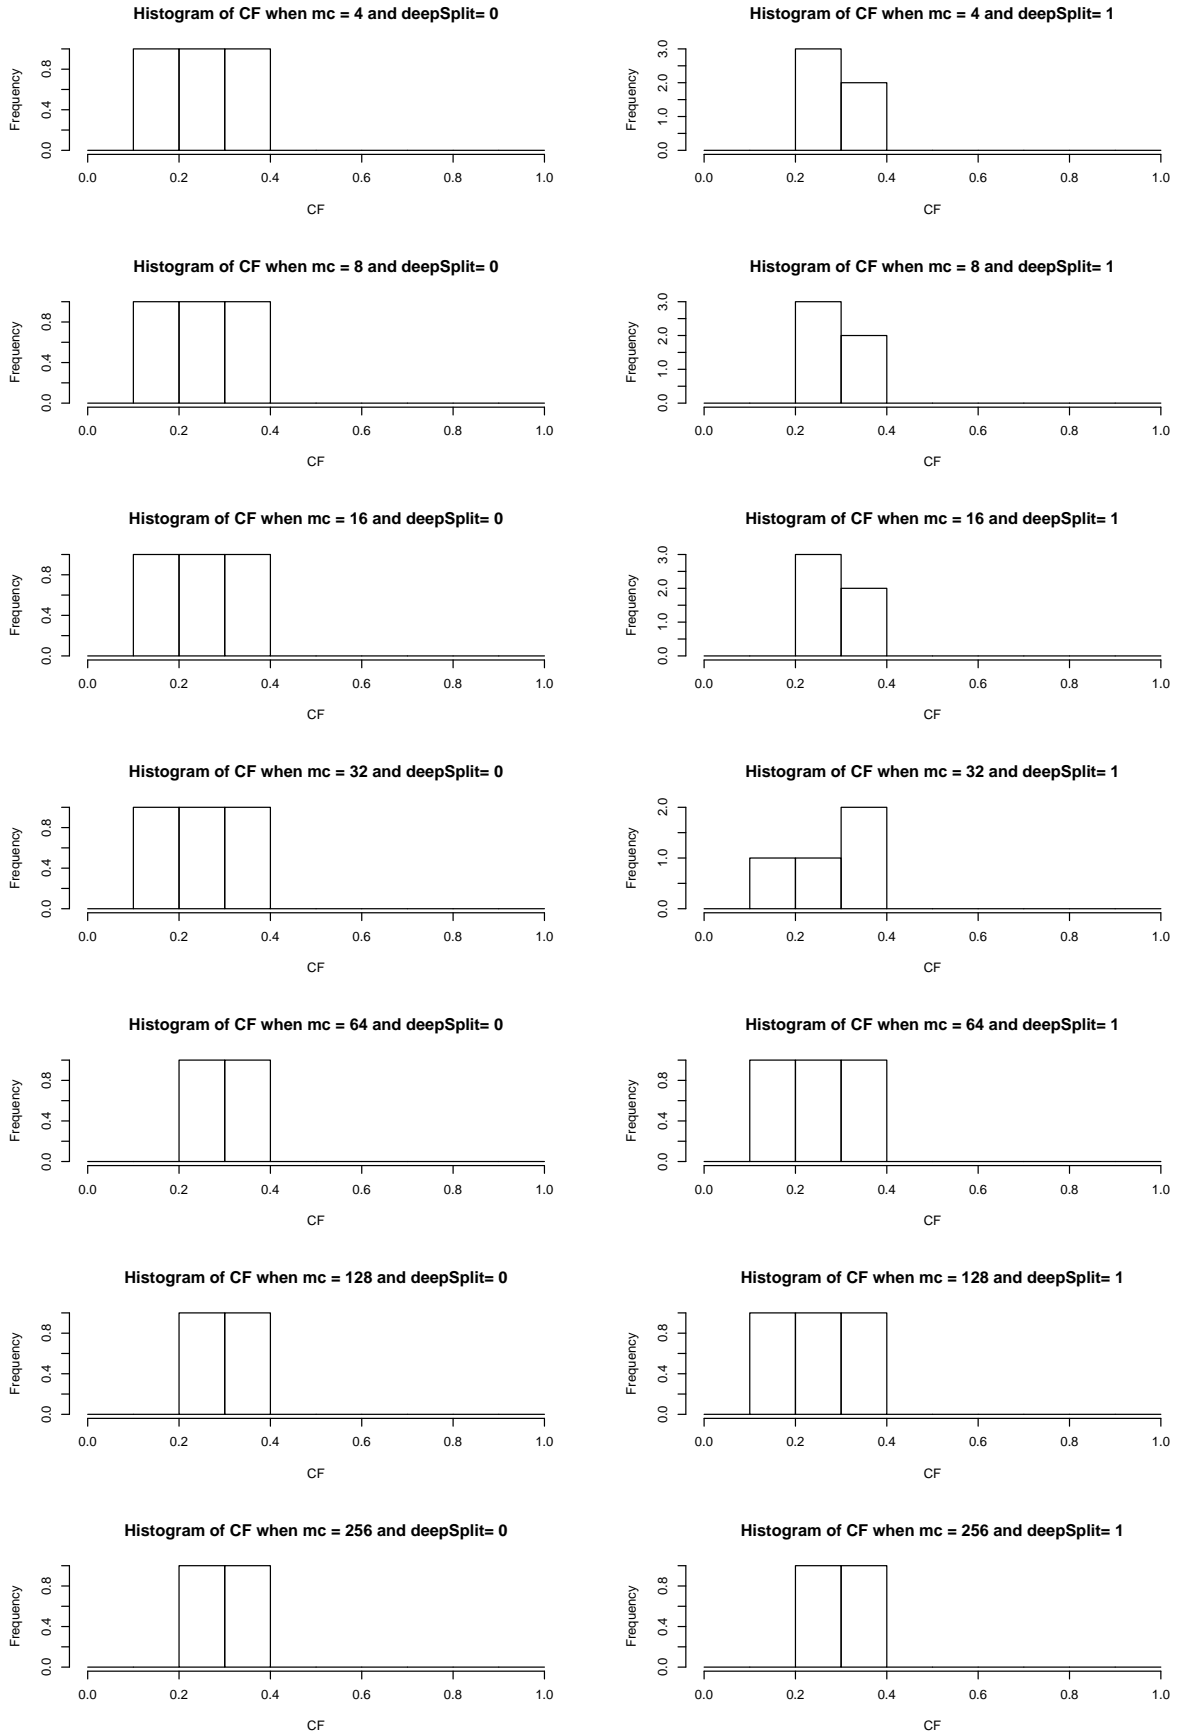 Histogram of CF when mc = 4 and deepSplit= 0
Frequency
0.0 0.4 0.8
0.0 0.2 0.4 0.6 0.8 1.0
CF
Histogram of CF when mc = 4 and deepSplit= 1
Frequency
0.0 1.0 2.0 3.0
0.0 0.2 0.4 0.6 0.8 1.0
CF
Histogram of CF when mc = 8 and deepSplit= 0
Frequency
0.0 0.4 0.8
0.0 0.2 0.4 0.6 0.8 1.0
CF
Histogram of CF when mc = 8 and deepSplit= 1
Frequency
0.0 1.0 2.0 3.0
0.0 0.2 0.4 0.6 0.8 1.0
CF
Histogram of CF when mc = 16 and deepSplit= 0
Frequency
0.0 0.4 0.8
0.0 0.2 0.4 0.6 0.8 1.0
CF
Histogram of CF when mc = 16 and deepSplit= 1
Frequency
0.0 1.0 2.0 3.0
0.0 0.2 0.4 0.6 0.8 1.0
CF
Histogram of CF when mc = 32 and deepSplit= 0
Frequency
0.0 0.4 0.8
0.0 0.2 0.4 0.6 0.8 1.0
CF
Histogram of CF when mc = 32 and deepSplit= 1
Frequency
0.0 1.0 2.0
0.0 0.2 0.4 0.6 0.8 1.0
CF
Histogram of CF when mc = 64 and deepSplit= 0
Frequency
0.0 0.4 0.8
0.0 0.2 0.4 0.6 0.8 1.0
CF
Histogram of CF when mc = 64 and deepSplit= 1
Frequency
0.0 0.4 0.8
0.0 0.2 0.4 0.6 0.8 1.0
CF
Histogram of CF when mc = 128 and deepSplit= 0
Frequency
0.0 0.4 0.8
0.0 0.2 0.4 0.6 0.8 1.0
CF
Histogram of CF when mc = 128 and deepSplit= 1
Frequency
0.0 0.4 0.8
0.0 0.2 0.4 0.6 0.8 1.0
CF
Histogram of CF when mc = 256 and deepSplit= 0
Frequency
0.0 0.4 0.8
0.0 0.2 0.4 0.6 0.8 1.0
CF
Histogram of CF when mc = 256 and deepSplit= 1
Frequency
0.0 0.4 0.8
0.0 0.2 0.4 0.6 0.8 1.0
CF